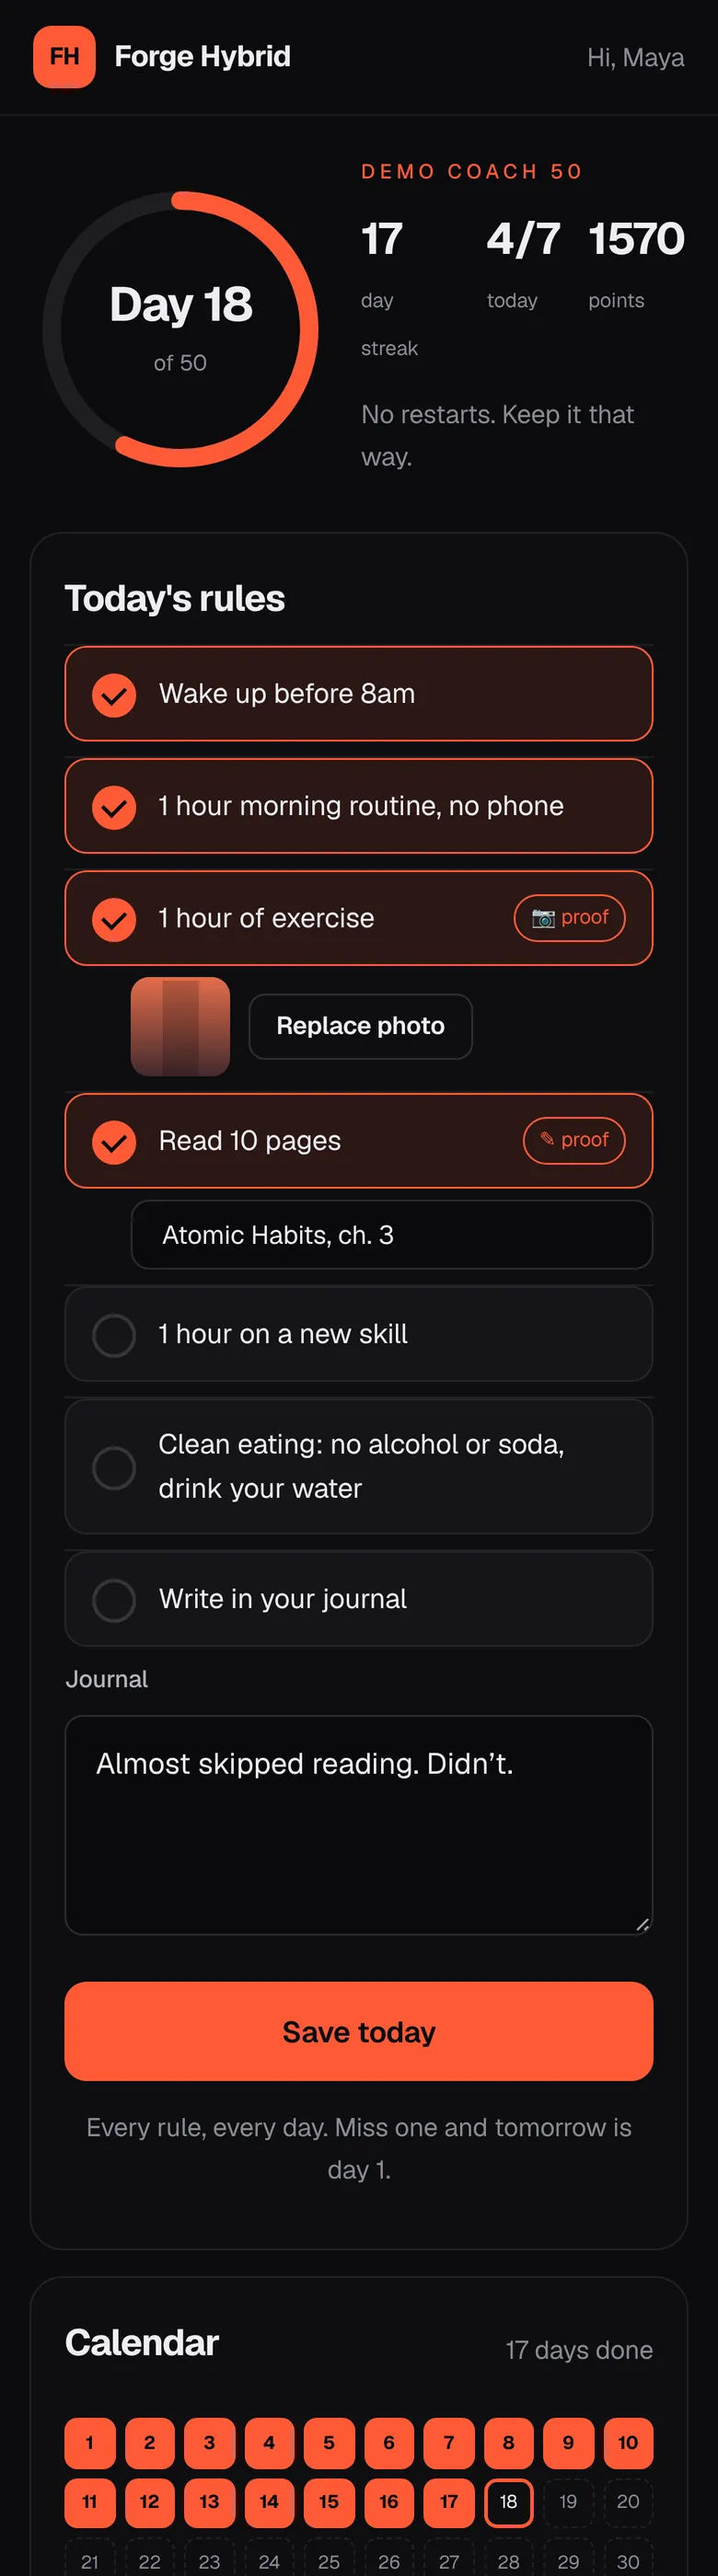 FH Forge Hybrid Hi, Maya
DEMO COACH 50
Day 18
of 50
17 4/7 1570
day today points
streak
No restarts. Keep it that
way.
Today's rules
Wake up before 8am
1 hour morning routine, no phone
1 hour of exercise 📷 proof
Replace photo
Read 10 pages ✎ proof
Atomic Habits, ch. 3
1 hour on a new skill
Clean eating: no alcohol or soda,
drink your water
Write in your journal
Journal
Almost skipped reading. Didn’t.
Save today
Every rule, every day. Miss one and tomorrow is
day 1.
Calendar 17 days done
1 2 3 4 5 6 7 8 9 10
11 12 13 14 15 16 17 18 19 20
21 22 23 24 25 26 27 28 29 30